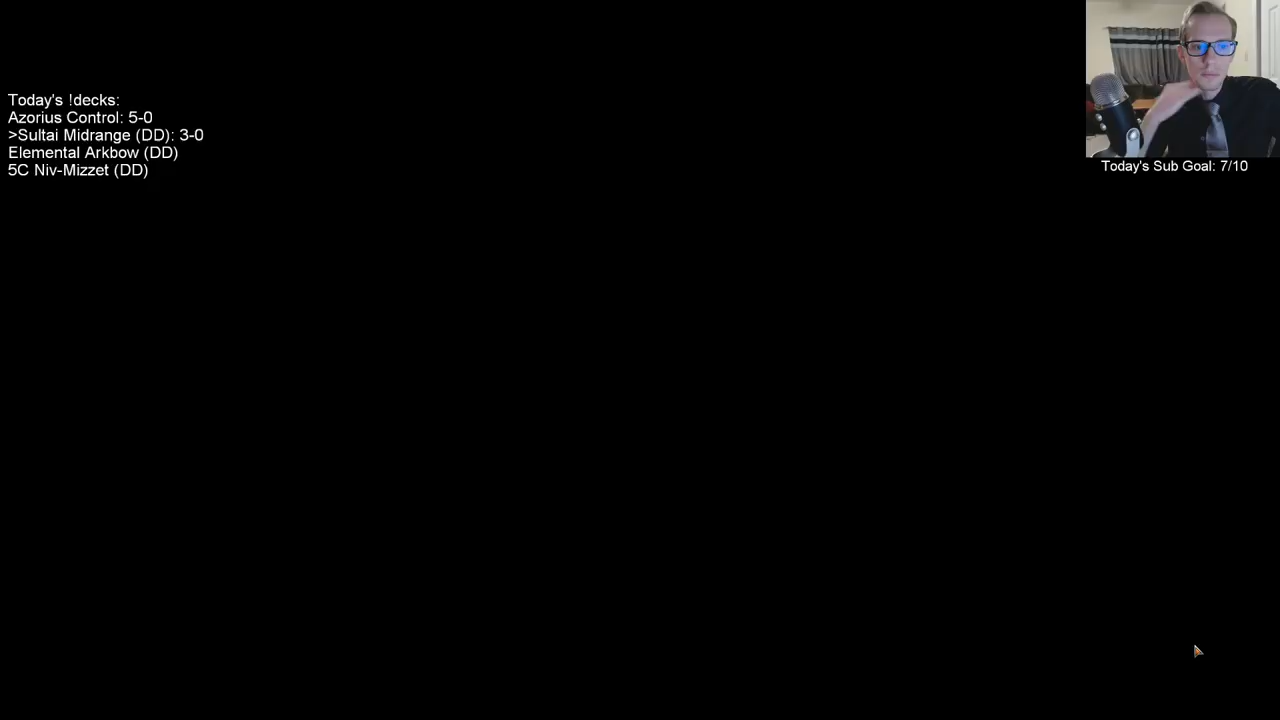 Today's !decks:
Azorius Control: 5-0
>Sultai Midrange (DD): 3-0
Elemental Arkbow (DD)
5C Niv-Mizzet (DD)
Today's Sub Goal: 7/10